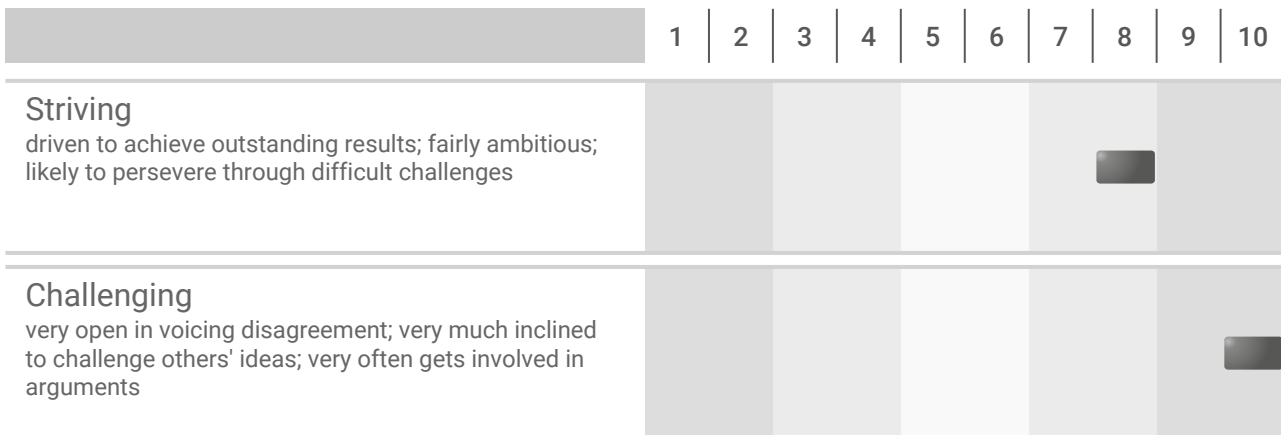 1 2 3 4 5 6 7 8 9 10
Striving
driven to achieve outstanding results; fairly ambitious;
likely to persevere through difficult challenges
Challenging
very open in voicing disagreement; very much inclined
to challenge others' ideas; very often gets involved in
arguments